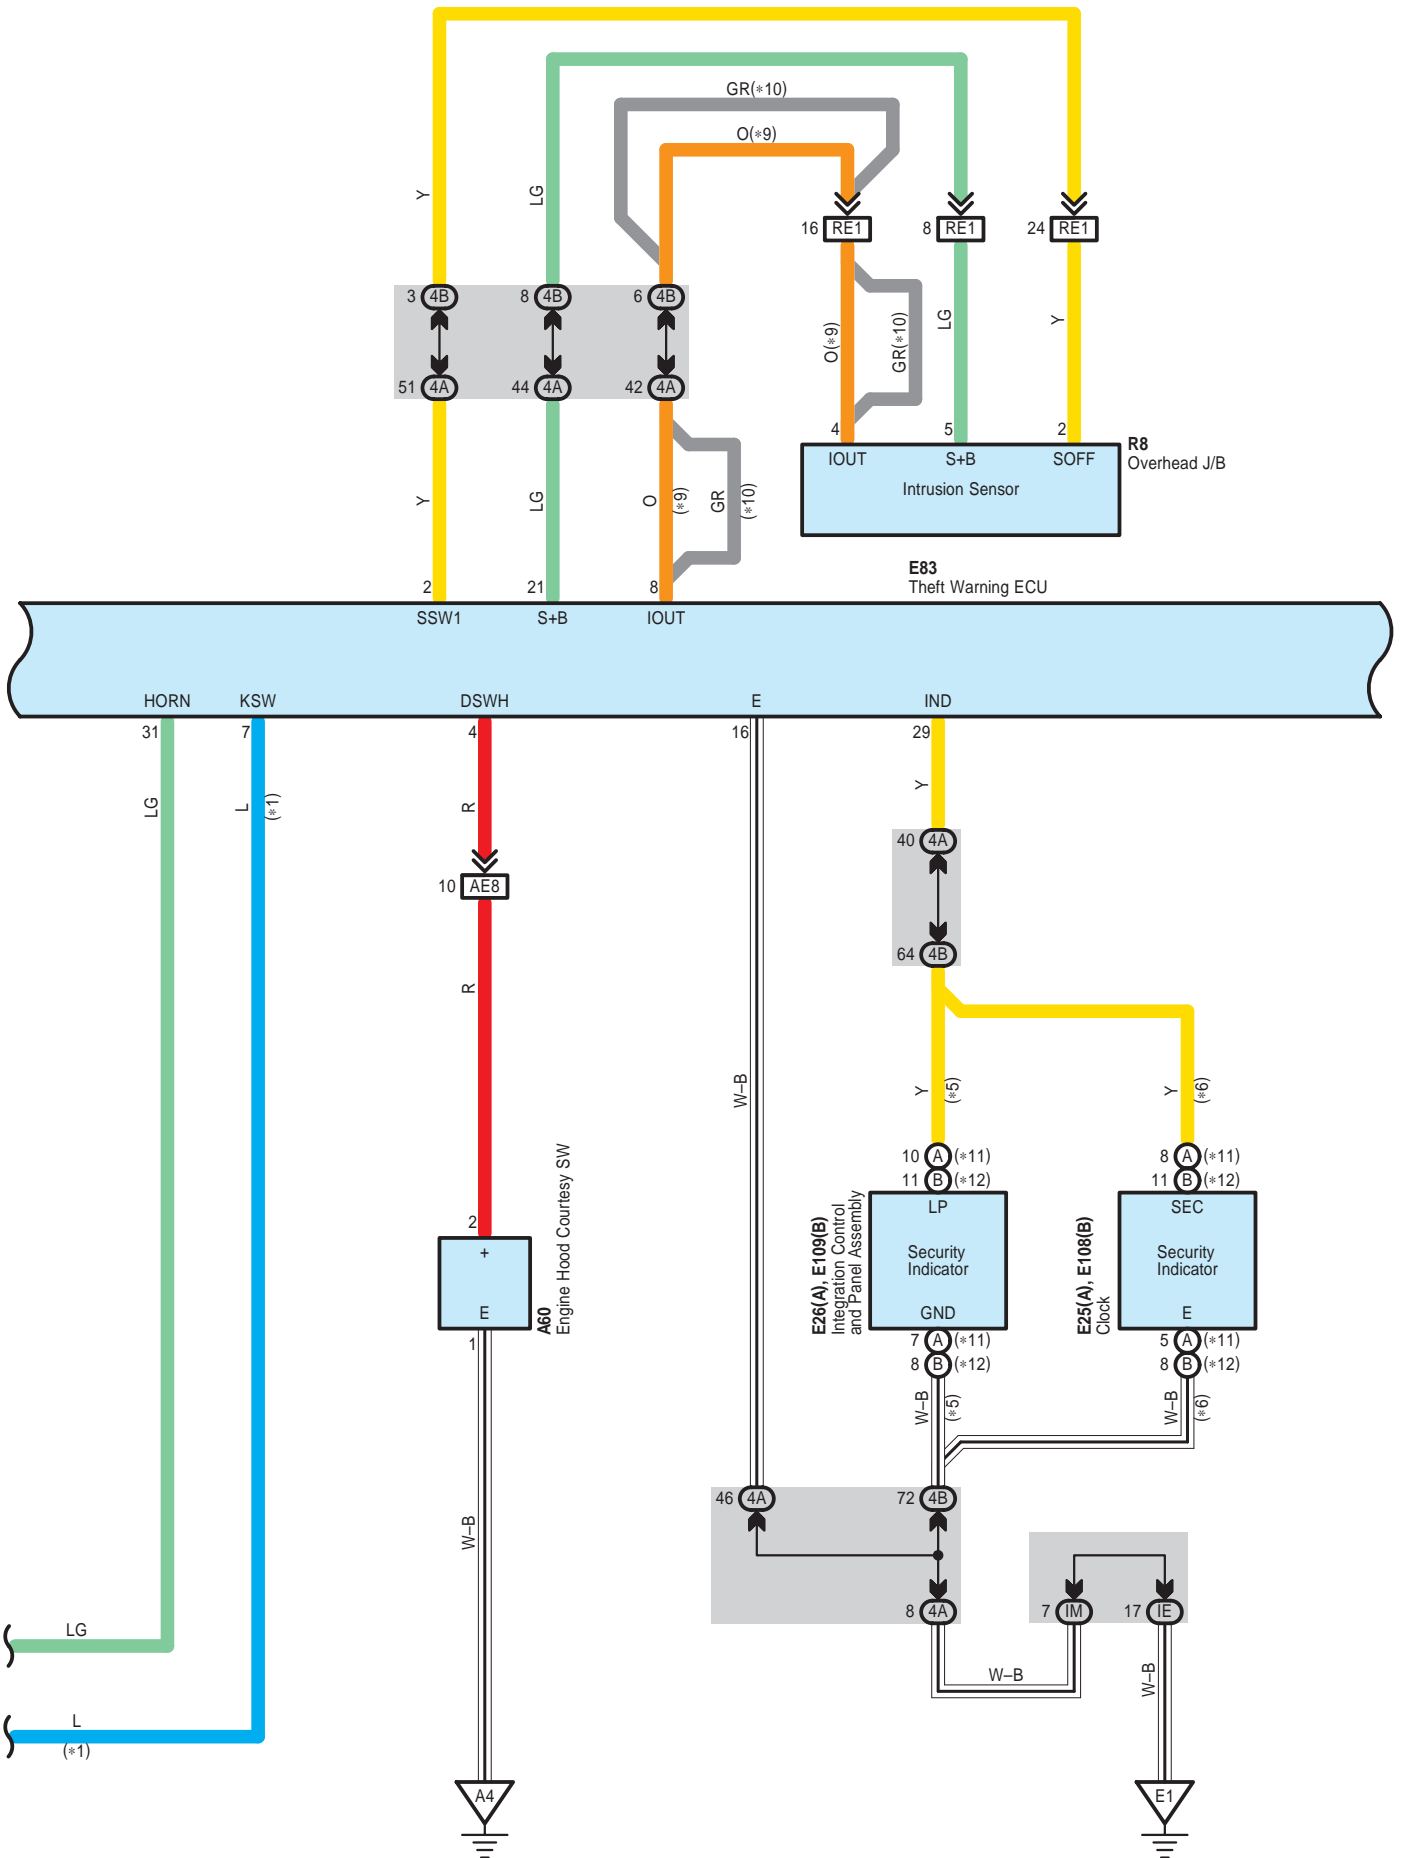 GR(*10)
O(*9)
Y
LG
16 RE1
8 RE1
24 RE1
3 4B
8 4B
6 4B
O(*9)
GR(*10)
LG
Y
51 4A
44 4A
42 4A
4
5
2
R8
Overhead J/B
IOUT
S+B
SOFF
Intrusion Sensor
Y
LG
O
(*9)
GR
(*10)
E83
Theft Warning ECU
2
21
8
SSW1
S+B
IOUT
HORN
KSW
DSWH
E
IND
31
7
4
16
29
LG
L
(*1)
R
Y
40 4A
10 AE8
64 4B
R
W–B
Y
(*5)
Y
(*6)
10 A (*11)
11 B (*12)
8 A (*11)
11 B (*12)
2
+
E
1
A60
Engine Hood Courtesy SW
E26(A), E109(B)
Integration Control
and Panel Assembly
LP
Security
Indicator
GND
E25(A), E108(B)
Clock
SEC
Security
Indicator
E
7 A (*11)
8 B (*12)
5 A (*11)
8 B (*12)
W–B
(*5)
W–B
(*6)
46 4A
72 4B
W–B
8 4A
7 IM
17 IE
LG
W–B
W–B
L
(*1)
A4
E1